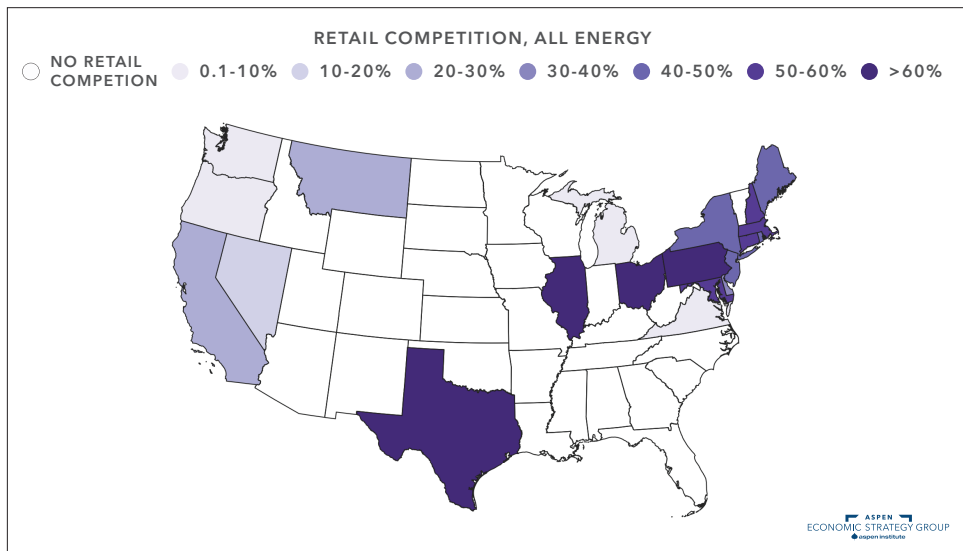 RETAIL COMPETITION, ALL ENERGY
NO RETAIL
COMPETION
0.1-10%
10-20%
20-30%
30-40%
40-50%
50-60%
>60%
ASPEN
ECONOMIC STRATEGY GROUP
aspen institute